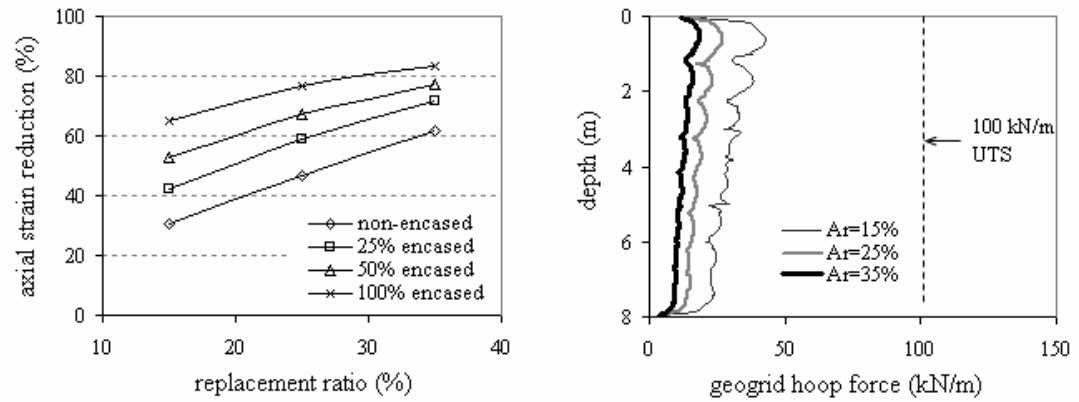 100
80
60
40
20
0
10
20
30
40
axial strain reduction (%)
replacement ratio (%)
non-encased
25% encased
50% encased
100% encased
0
2
4
6
8
0
50
100
150
depth (m)
geogrid hoop force (kN/m)
100 kN/m
UTS
Ar=15%
Ar=25%
Ar=35%